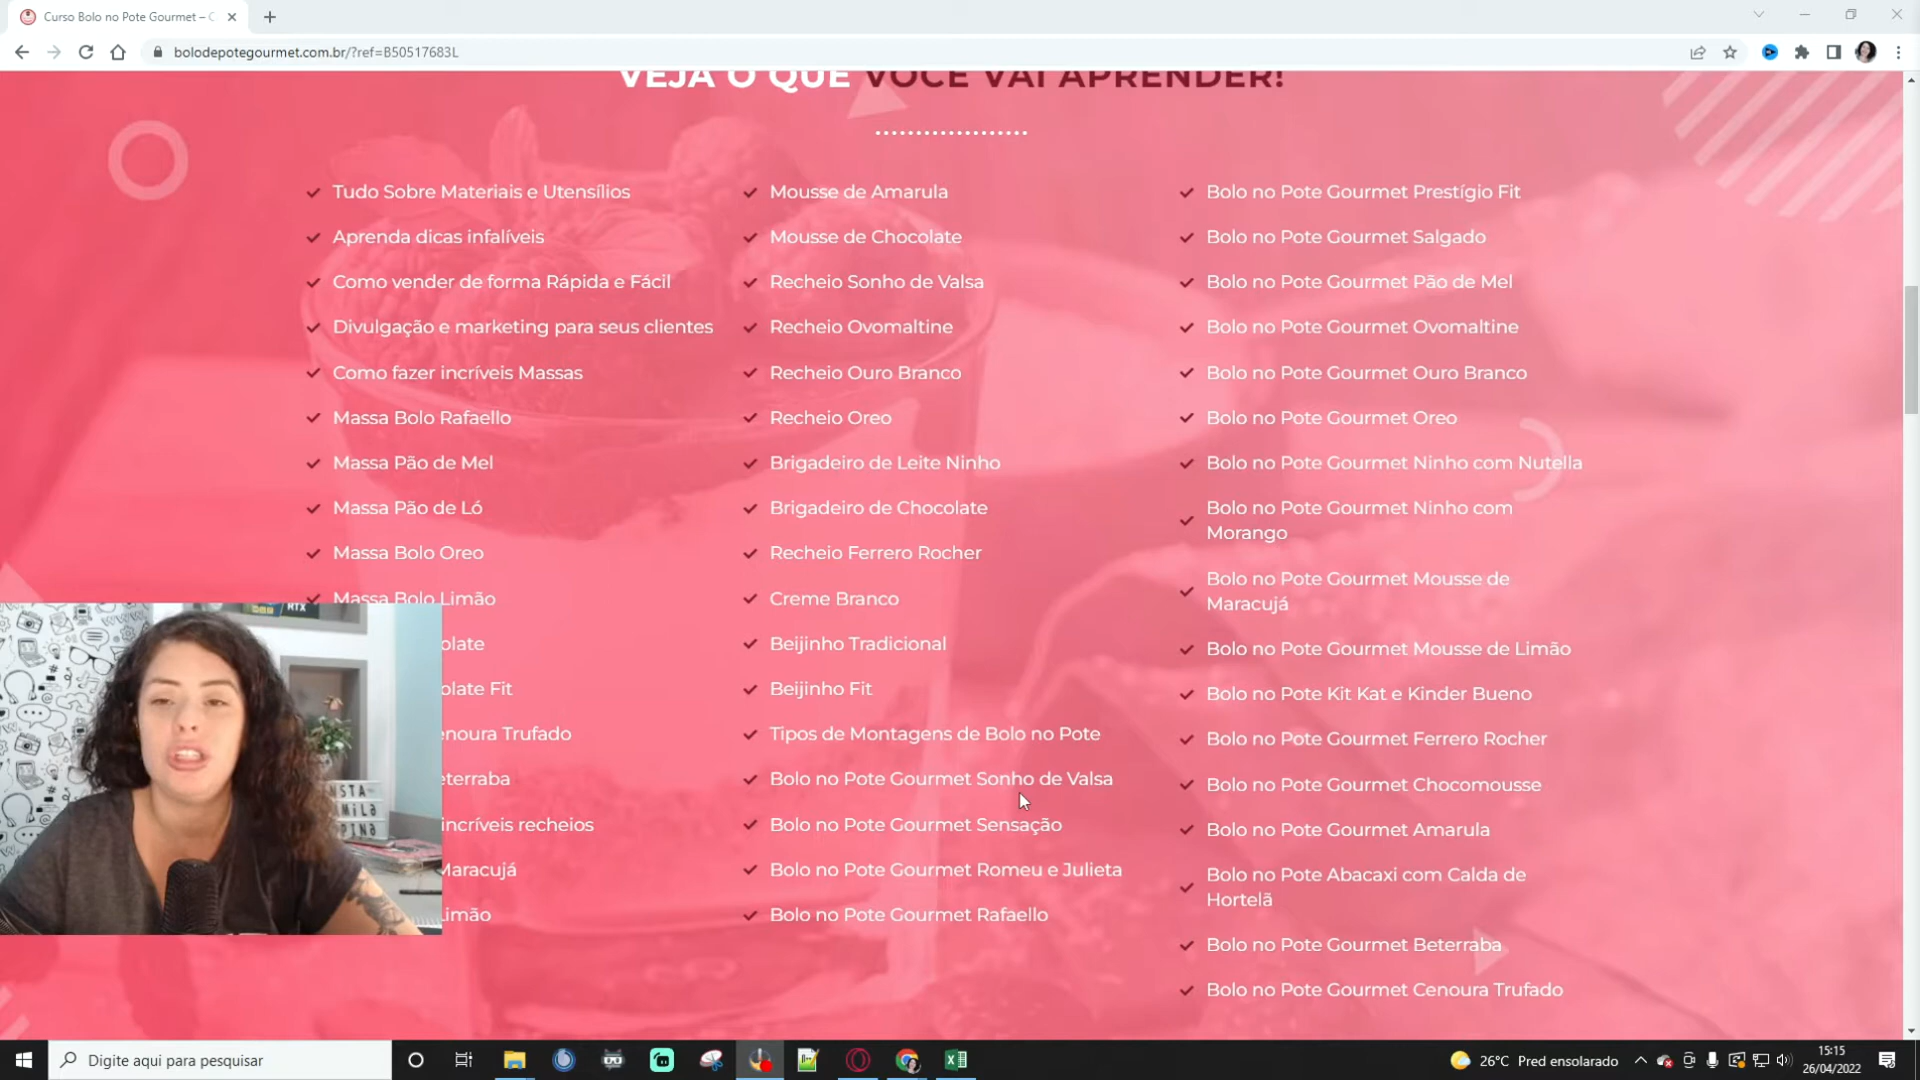 Curso Bolo no Pote Gourmet –
bolodepotegourmet.com.br/?ref=B50517683L
VEJA O QUE VOCÊ VAI APRENDER!
Tudo Sobre Materiais e Utensílios
Aprenda dicas infalíveis
Como vender de forma Rápida e Fácil
Divulgação e marketing para seus clientes
Como fazer incríveis Massas
Massa Bolo Rafaello
Massa Pão de Mel
Massa Pão de Ló
Massa Bolo Oreo
Massa Bolo Limão
olate
olate Fit
enoura Trufado
eterraba
incríveis recheios
Maracujá
Limão
Mousse de Amarula
Mousse de Chocolate
Recheio Sonho de Valsa
Recheio Ovomaltine
Recheio Ouro Branco
Recheio Oreo
Brigadeiro de Leite Ninho
Brigadeiro de Chocolate
Recheio Ferrero Rocher
Creme Branco
Beijinho Tradicional
Beijinho Fit
Tipos de Montagens de Bolo no Pote
Bolo no Pote Gourmet Sonho de Valsa
Bolo no Pote Gourmet Sensação
Bolo no Pote Gourmet Romeu e Julieta
Bolo no Pote Gourmet Rafaello
Bolo no Pote Gourmet Prestígio Fit
Bolo no Pote Gourmet Salgado
Bolo no Pote Gourmet Pão de Mel
Bolo no Pote Gourmet Ovomaltine
Bolo no Pote Gourmet Ouro Branco
Bolo no Pote Gourmet Oreo
Bolo no Pote Gourmet Ninho com Nutella
Bolo no Pote Gourmet Ninho com
Morango
Bolo no Pote Gourmet Mousse de
Maracujá
Bolo no Pote Gourmet Mousse de Limão
Bolo no Pote Kit Kat e Kinder Bueno
Bolo no Pote Gourmet Ferrero Rocher
Bolo no Pote Gourmet Chocomousse
Bolo no Pote Gourmet Amarula
Bolo no Pote Abacaxi com Calda de
Hortelã
Bolo no Pote Gourmet Beterraba
Bolo no Pote Gourmet Cenoura Trufado
RTX
Digite aqui para pesquisar
26°C Pred ensolarado
15:15
26/04/2022